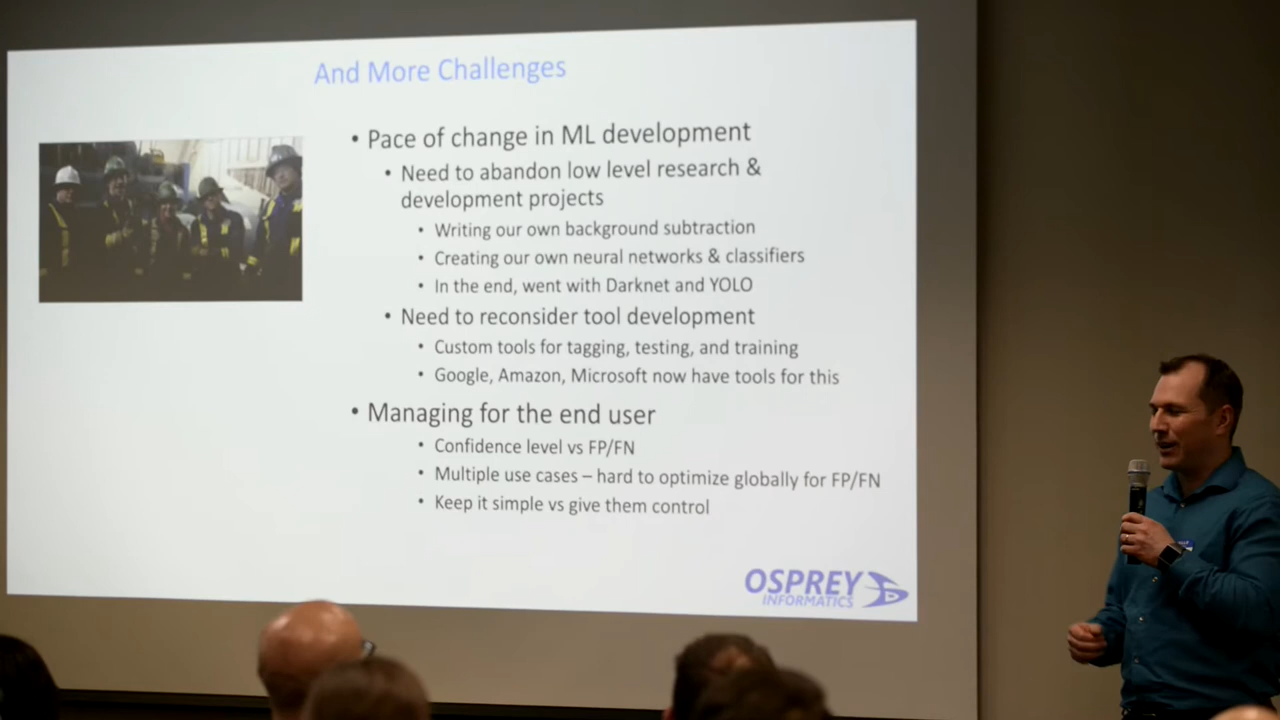 And More Challenges
• Pace of change in ML development
• Need to abandon low level research &
development projects
• Writing our own background subtraction
• Creating our own neural networks & classifiers
• In the end, went with Darknet and YOLO
• Need to reconsider tool development
• Custom tools for tagging, testing, and training
• Google, Amazon, Microsoft now have tools for this
• Managing for the end user
• Confidence level vs FP/FN
• Multiple use cases – hard to optimize globally for FP/FN
• Keep it simple vs give them control
OSPREY
INFORMATICS